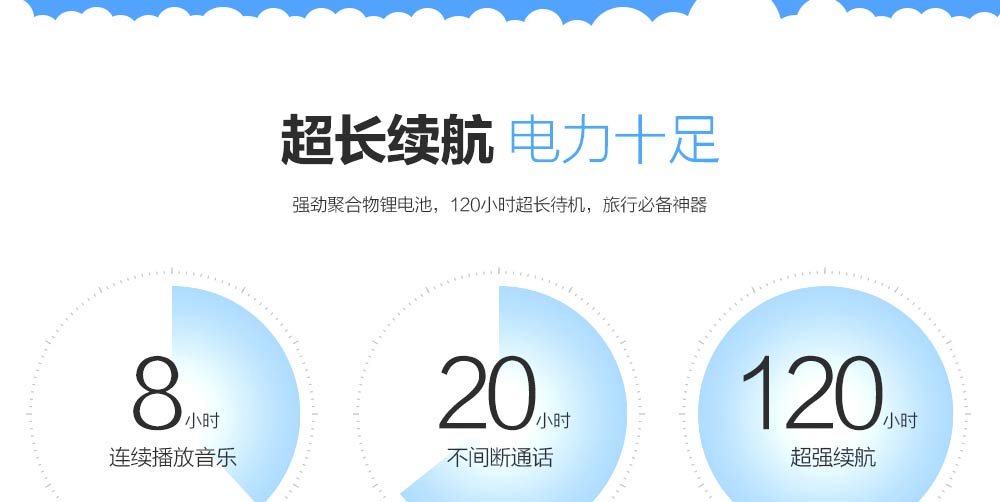 超长续航 电力十足
强劲聚合物锂电池，120小时超长待机，旅行必备神器
8小时
连续播放音乐
20小时
不间断通话
120小时
超强续航